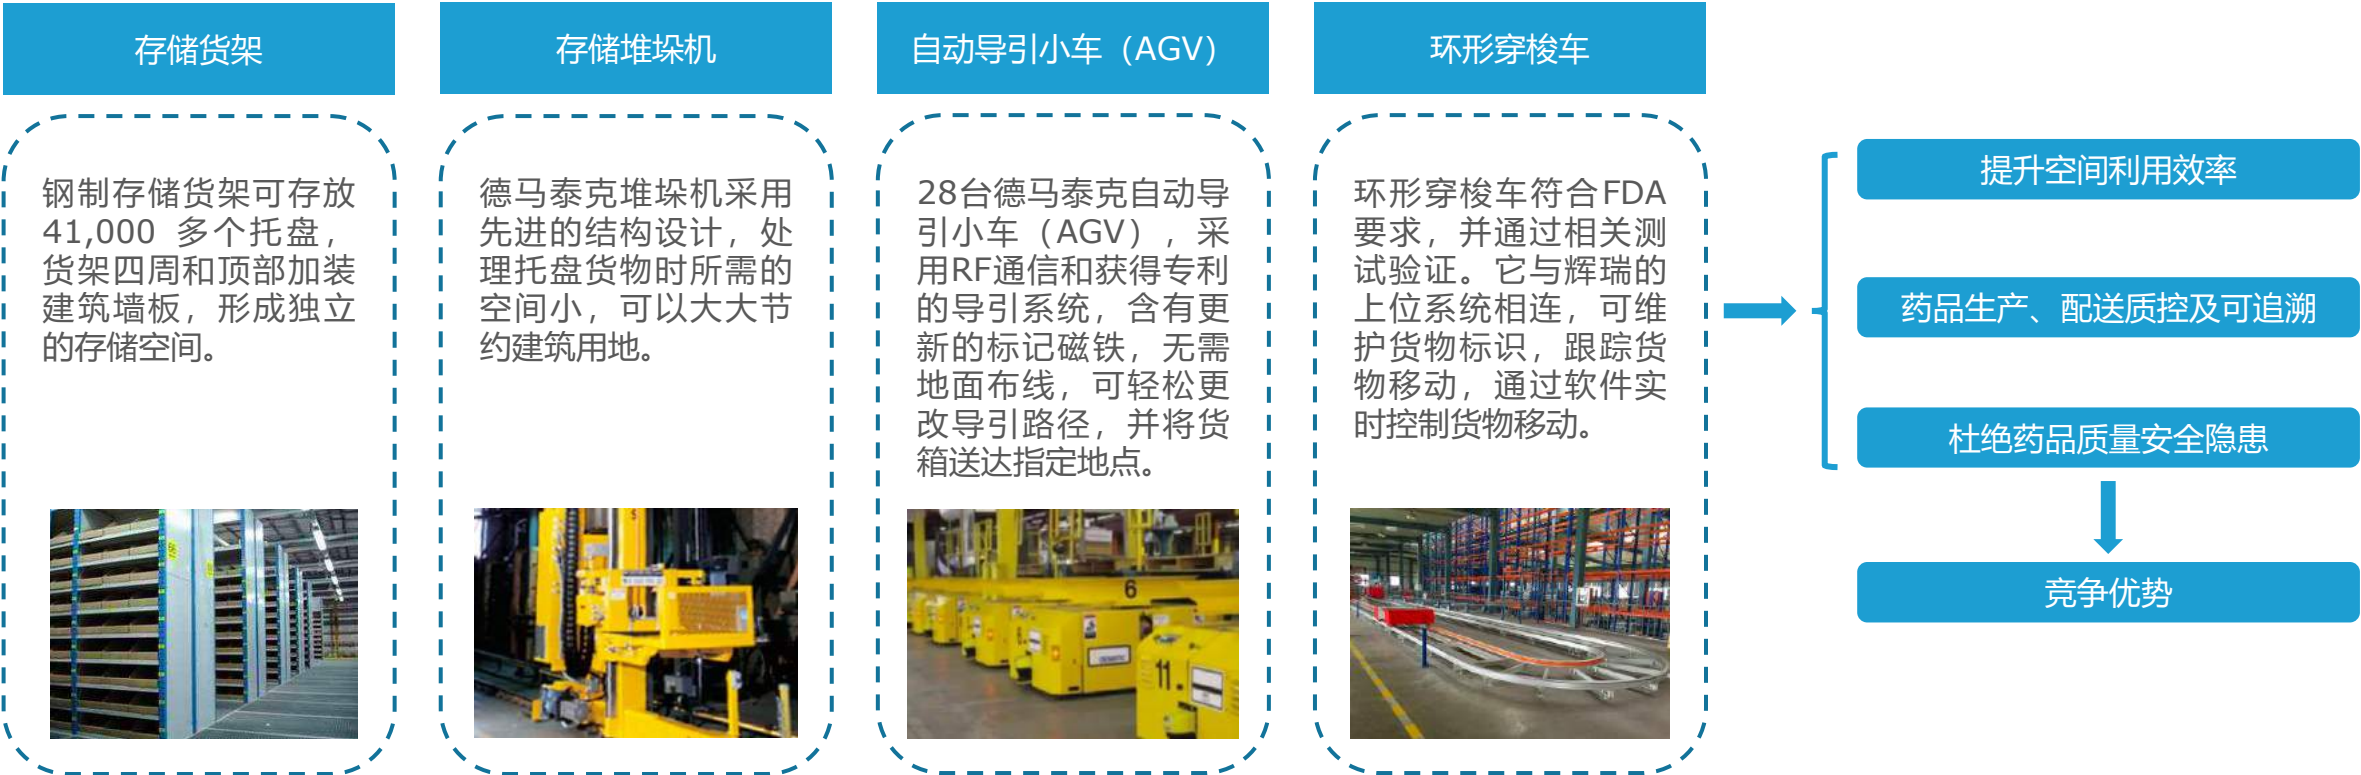 存储货架
钢制存储货架可存放
41,000 多个托盘，
货架四周和顶部加装
建筑墙板，形成独立
的存储空间。
存储堆垛机
德马泰克堆垛机采用
先进的结构设计，处
理托盘货物时所需的
空间小，可以大大节
约建筑用地。
自动导引小车（AGV）
28台德马泰克自动导
引小车（AGV），采
用RF通信和获得专利
的导引系统，含有更
新的标记磁铁，无需
地面布线，可轻松更
改导引路径，并将货
箱送达指定地点。
6
11
环形穿梭车
环形穿梭车符合FDA
要求，并通过相关测
试验证。它与辉瑞的
上位系统相连，可维
护货物标识，跟踪货
物移动，通过软件实
时控制货物移动。
提升空间利用效率
药品生产、配送质控及可追溯
杜绝药品质量安全隐患
竞争优势